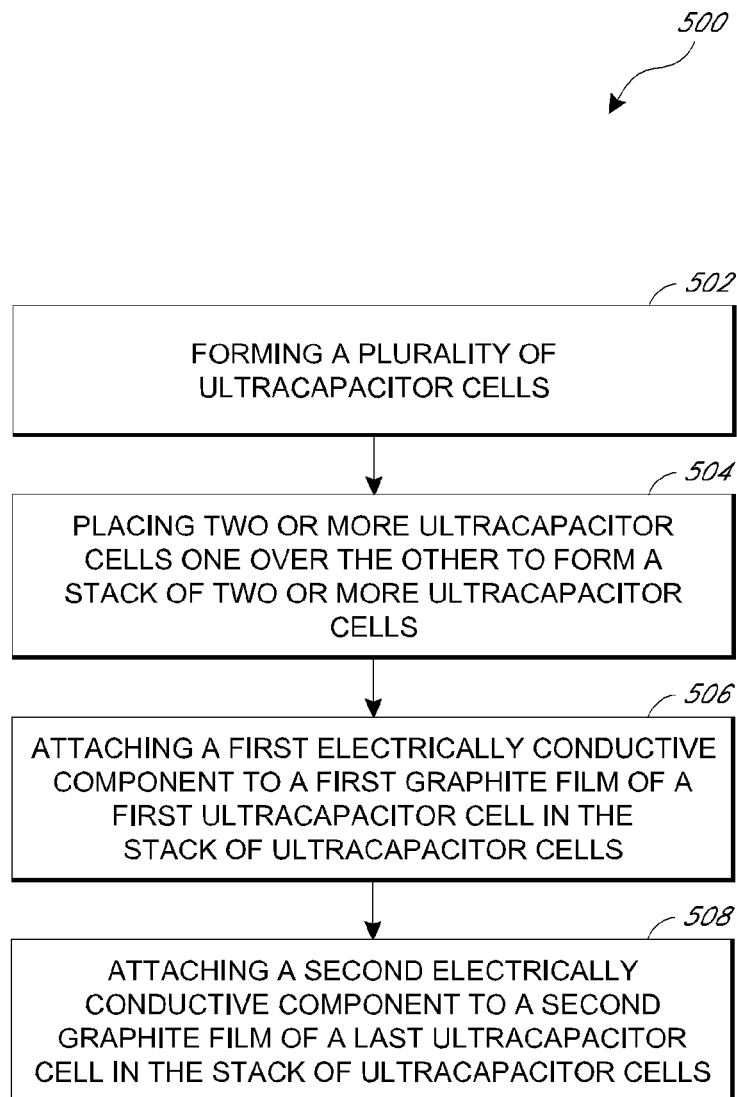 500
502
FORMING A PLURALITY OF
ULTRACAPACITOR CELLS
504
PLACING TWO OR MORE ULTRACAPACITOR
CELLS ONE OVER THE OTHER TO FORM A
STACK OF TWO OR MORE ULTRACAPACITOR
CELLS
506
ATTACHING A FIRST ELECTRICALLY CONDUCTIVE
COMPONENT TO A FIRST GRAPHITE FILM OF A
FIRST ULTRACAPACITOR CELL IN THE
STACK OF ULTRACAPACITOR CELLS
508
ATTACHING A SECOND ELECTRICALLY
CONDUCTIVE COMPONENT TO A SECOND
GRAPHITE FILM OF A LAST ULTRACAPACITOR
CELL IN THE STACK OF ULTRACAPACITOR CELLS